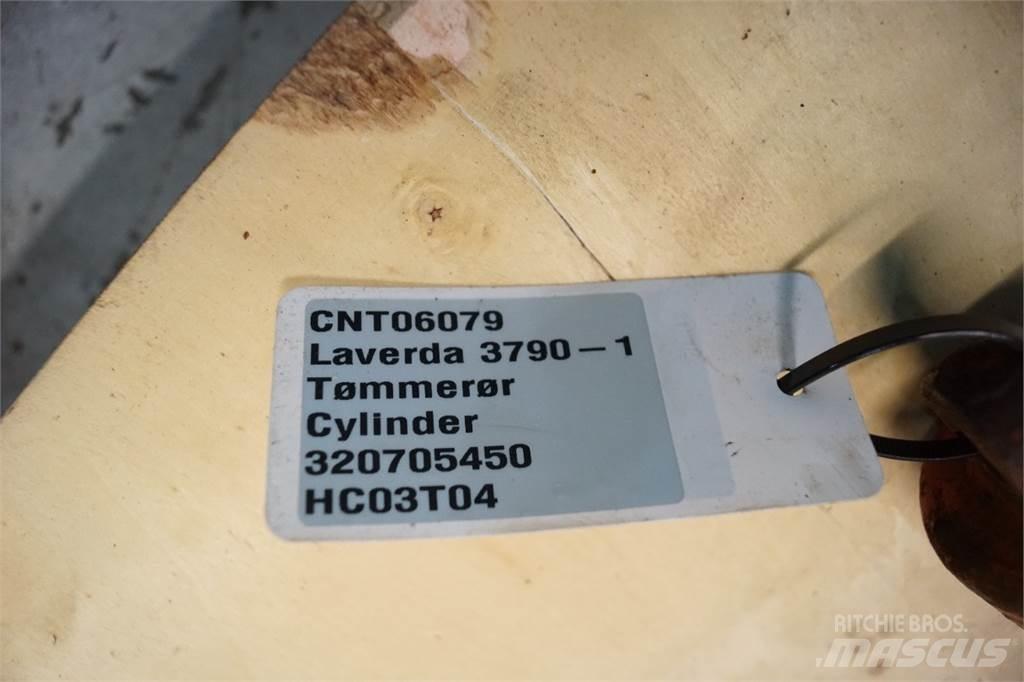 CNT06079
Laverda 3790-1
Tømmerør
Cylinder
320705450
HC03T04
RITCHIE BROS.
MASCUS